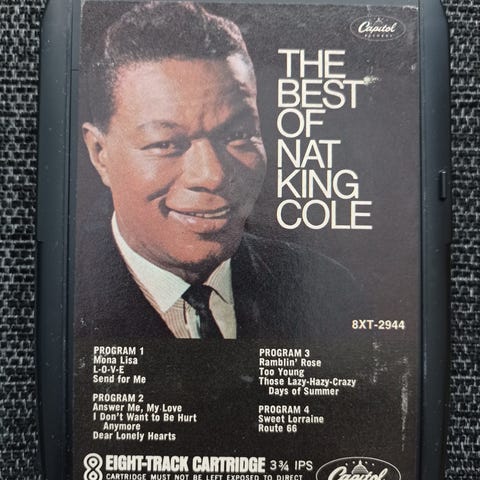 Capitol
RECORDS
THE
BEST
OF
NAT
KING
COLE
8XT-2944
PROGRAM 1
Mona Lisa
L-O-V-E
Send for Me
PROGRAM 2
Answer Me, My Love
I Don't Want to Be Hurt
Anymore
Dear Lonely Hearts
PROGRAM 3
Ramblin' Rose
Too Young
Those Lazy-Hazy-Crazy
Days of Summer
PROGRAM 4
Sweet Lorraine
Route 66
8 EIGHT-TRACK CARTRIDGE 3¾ IPS
CARTRIDGE MUST NOT BE LEFT EXPOSED TO DIRECT
Capitol